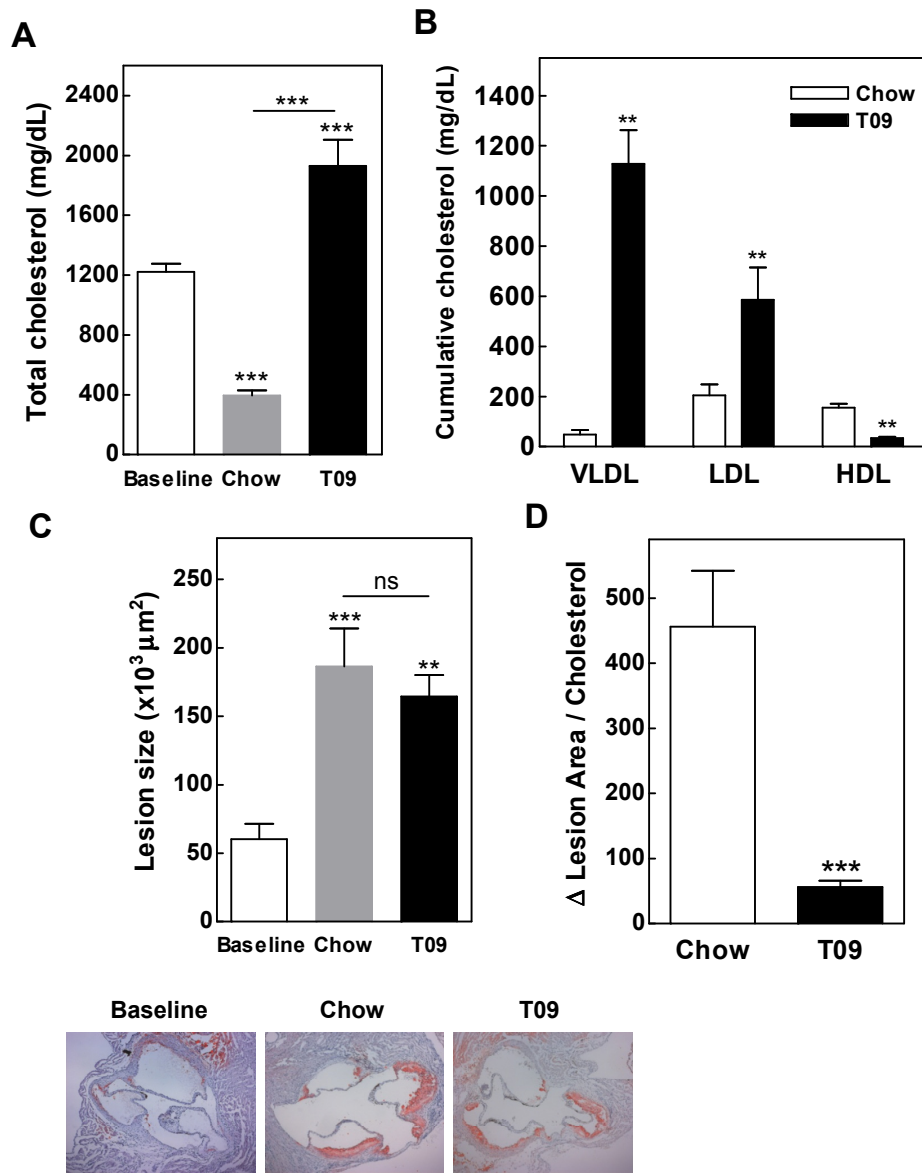 A
Total cholesterol (mg/dL)
2400
2000
1600
1200
800
400
0
***
***
***
Baseline Chow T09
B
Cumulative cholesterol (mg/dL)
1400
1200
1000
800
600
400
200
0
Chow
T09
**
**
**
VLDL LDL HDL
C
Lesion size (x10³ µm²)
250
200
150
100
50
0
ns
***
**
Baseline Chow T09
D
Δ Lesion Area / Cholesterol
500
400
300
200
100
0
***
Chow T09
Baseline Chow T09